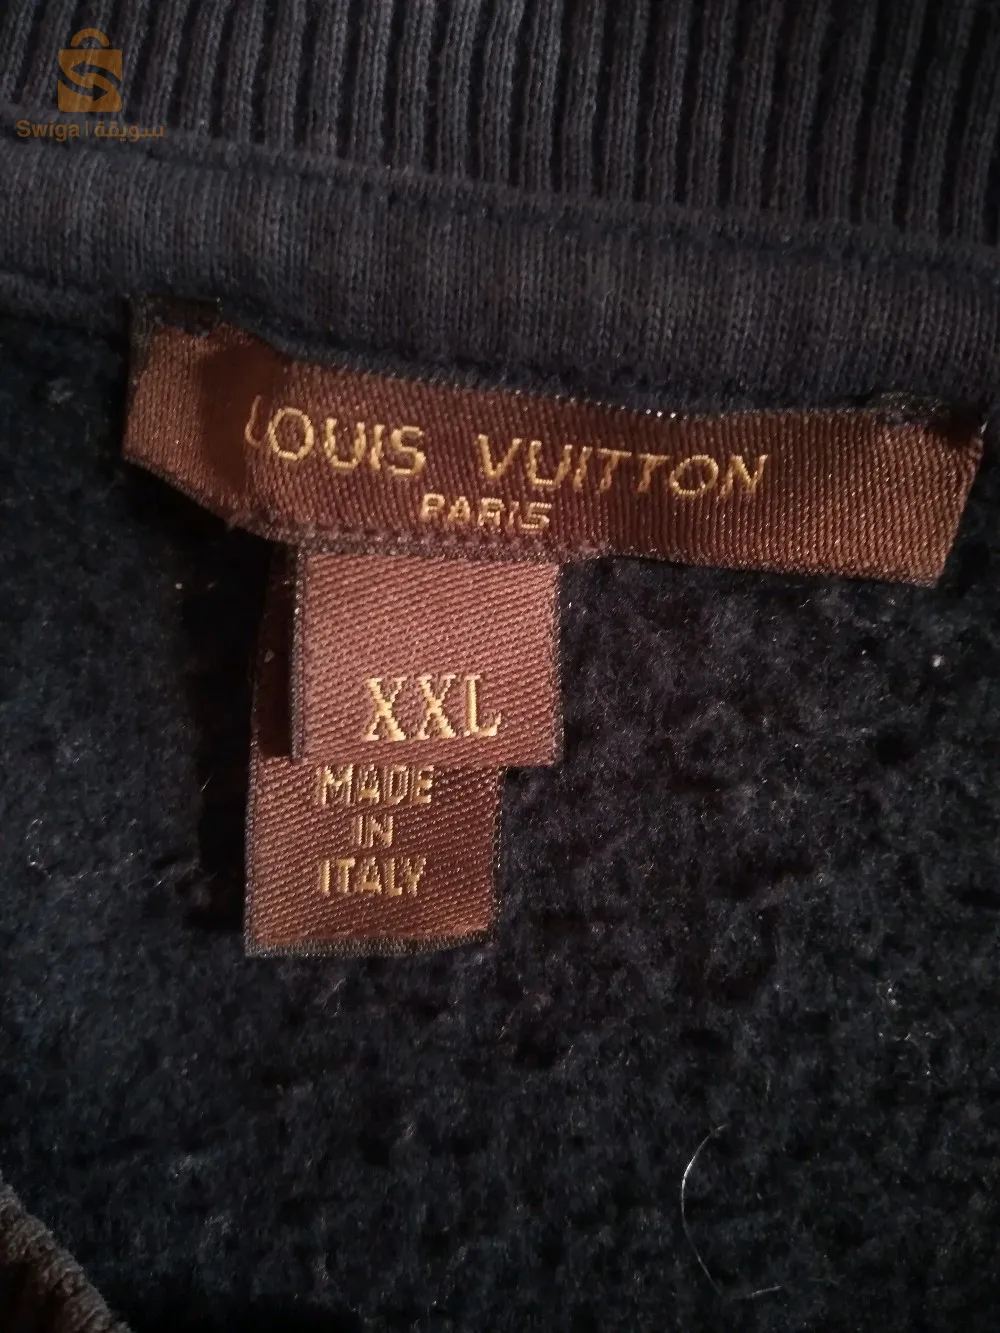 Swiga | سويقة
LOUIS VUITTON
PARIS
XXL
MADE
IN
ITALY